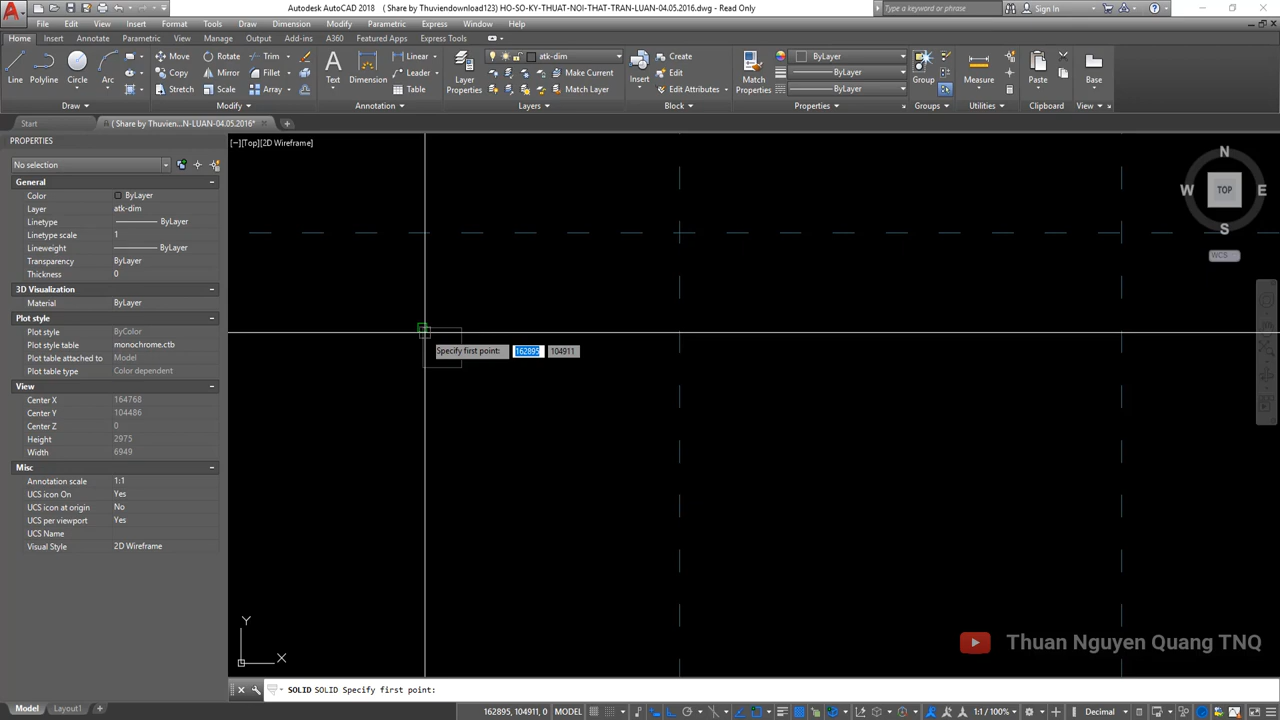 Autodesk AutoCAD 2018 ( Share by Thuviendownload123) HO-SO-KY-THUAT-NOI-THAT-TRAN-LUAN-04.05.2016.dwg - Read Only
Type a keyword or phrase
Sign In
File Edit View Insert Format Tools Draw Dimension Modify Parametric Express Window Help
Home Insert Annotate Parametric View Manage Output Add-ins A360 Featured Apps Express Tools
Line Polyline Circle Arc
Move Rotate Trim
Copy Mirror Fillet
Stretch Scale Array
Text Dimension
Linear
Leader
Table
Layer Properties
atk-dim
Make Current
Match Layer
Insert
Create
Edit
Edit Attributes
Match Properties
ByLayer
ByLayer
ByLayer
Group
Measure
Paste
Base
Draw Modify Annotation Layers Block Properties Groups Utilities Clipboard View
Start
( Share by Thuvien...N-LUAN-04.05.2016*
PROPERTIES
[−][Top][2D Wireframe]
No selection
General
Color ByLayer
Layer atk-dim
Linetype ByLayer
Linetype scale 1
Lineweight ByLayer
Transparency ByLayer
Thickness 0
3D Visualization
Material ByLayer
Plot style
Plot style ByColor
Plot style table monochrome.ctb
Plot table attached to Model
Plot table type Color dependent
View
Center X 164768
Center Y 104486
Center Z 0
Height 2975
Width 6949
Misc
Annotation scale 1:1
UCS icon On Yes
UCS icon at origin No
UCS per viewport Yes
UCS Name
Visual Style 2D Wireframe
N
W TOP E
S
WCS
Specify first point: 162895 104911
Y
X
Thuan Nguyen Quang TNQ
SOLID SOLID Specify first point:
Model Layout1 +
162895, 104911, 0 MODEL
1:1 / 100%
Decimal